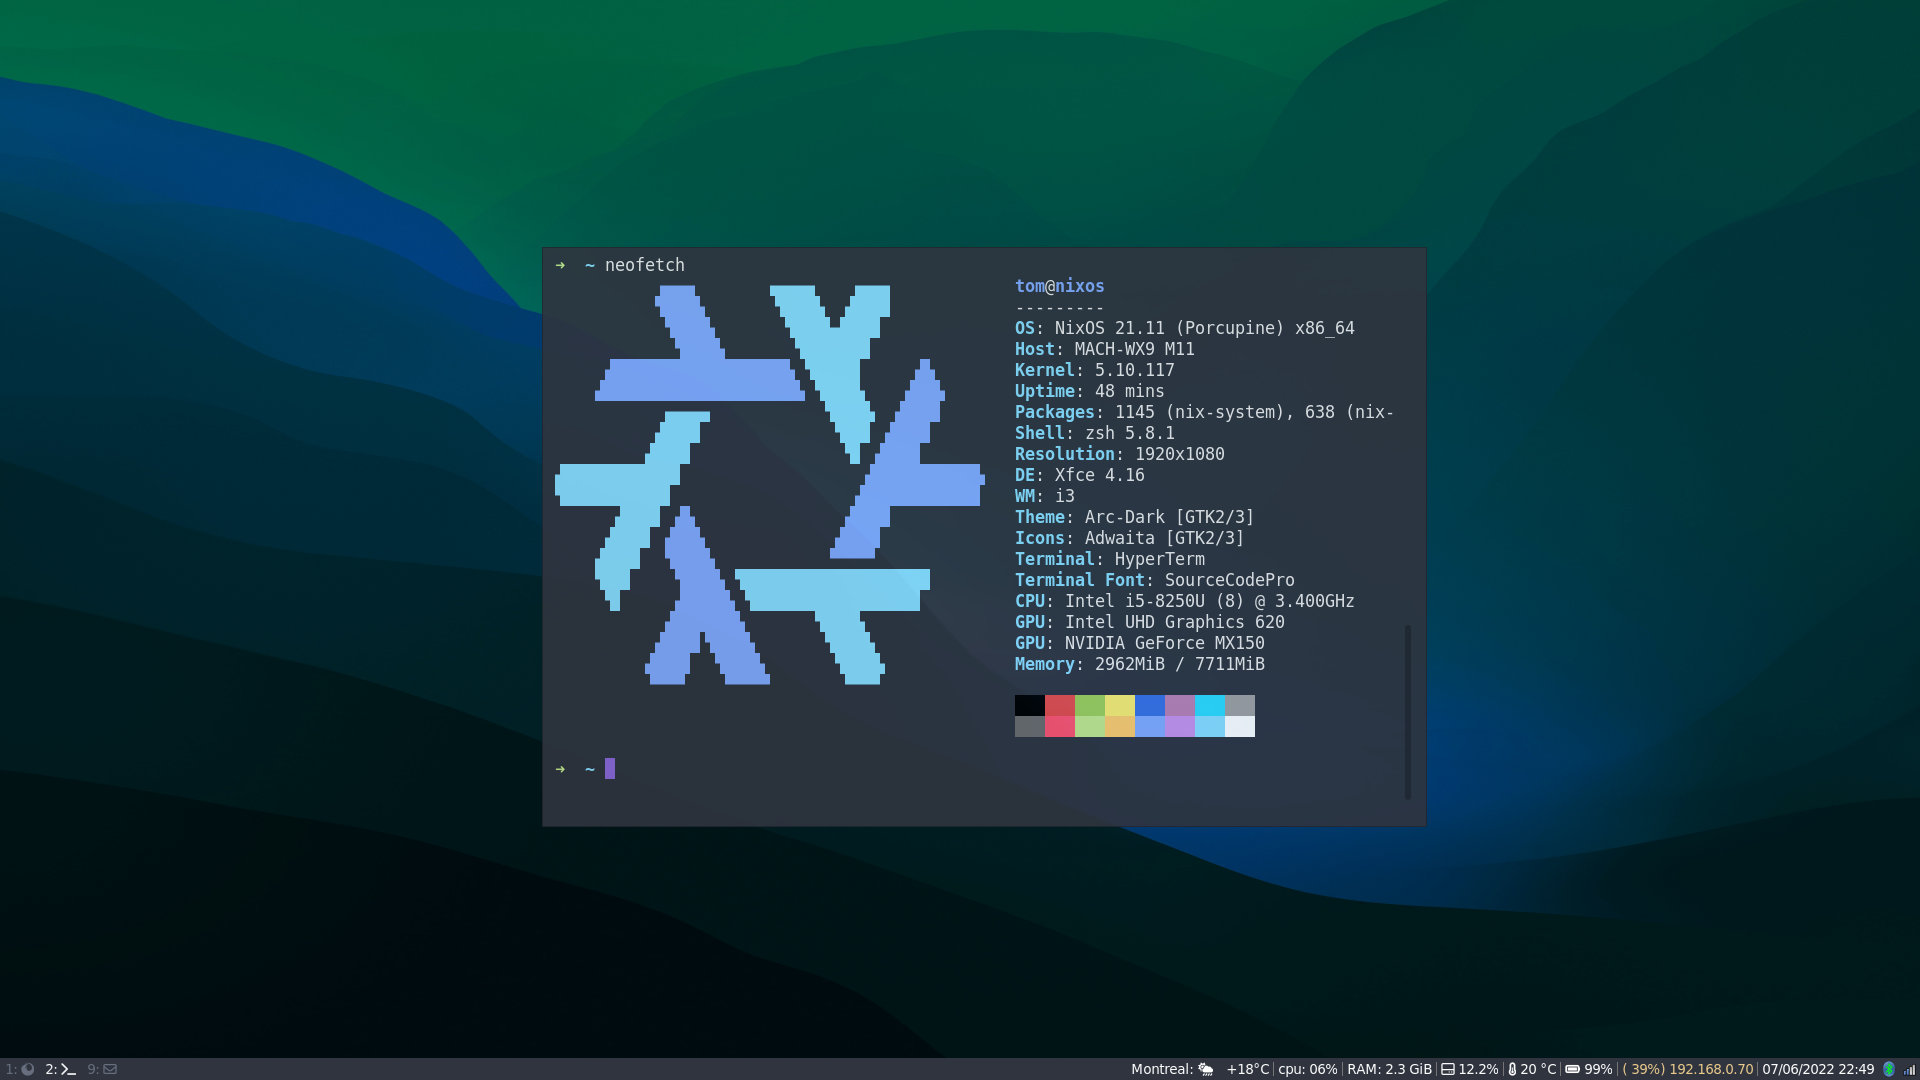 ➜ ~ neofetch
tom@nixos
---------
OS: NixOS 21.11 (Porcupine) x86_64
Host: MACH-WX9 M11
Kernel: 5.10.117
Uptime: 48 mins
Packages: 1145 (nix-system), 638 (nix-
Shell: zsh 5.8.1
Resolution: 1920x1080
DE: Xfce 4.16
WM: i3
Theme: Arc-Dark [GTK2/3]
Icons: Adwaita [GTK2/3]
Terminal: HyperTerm
Terminal Font: SourceCodePro
CPU: Intel i5-8250U (8) @ 3.400GHz
GPU: Intel UHD Graphics 620
GPU: NVIDIA GeForce MX150
Memory: 2962MiB / 7711MiB
➜ ~
1: 2: 9: Montreal: +18°C cpu: 06% RAM: 2.3 GiB 12.2% 20 °C 99% ( 39%) 192.168.0.70 07/06/2022 22:49